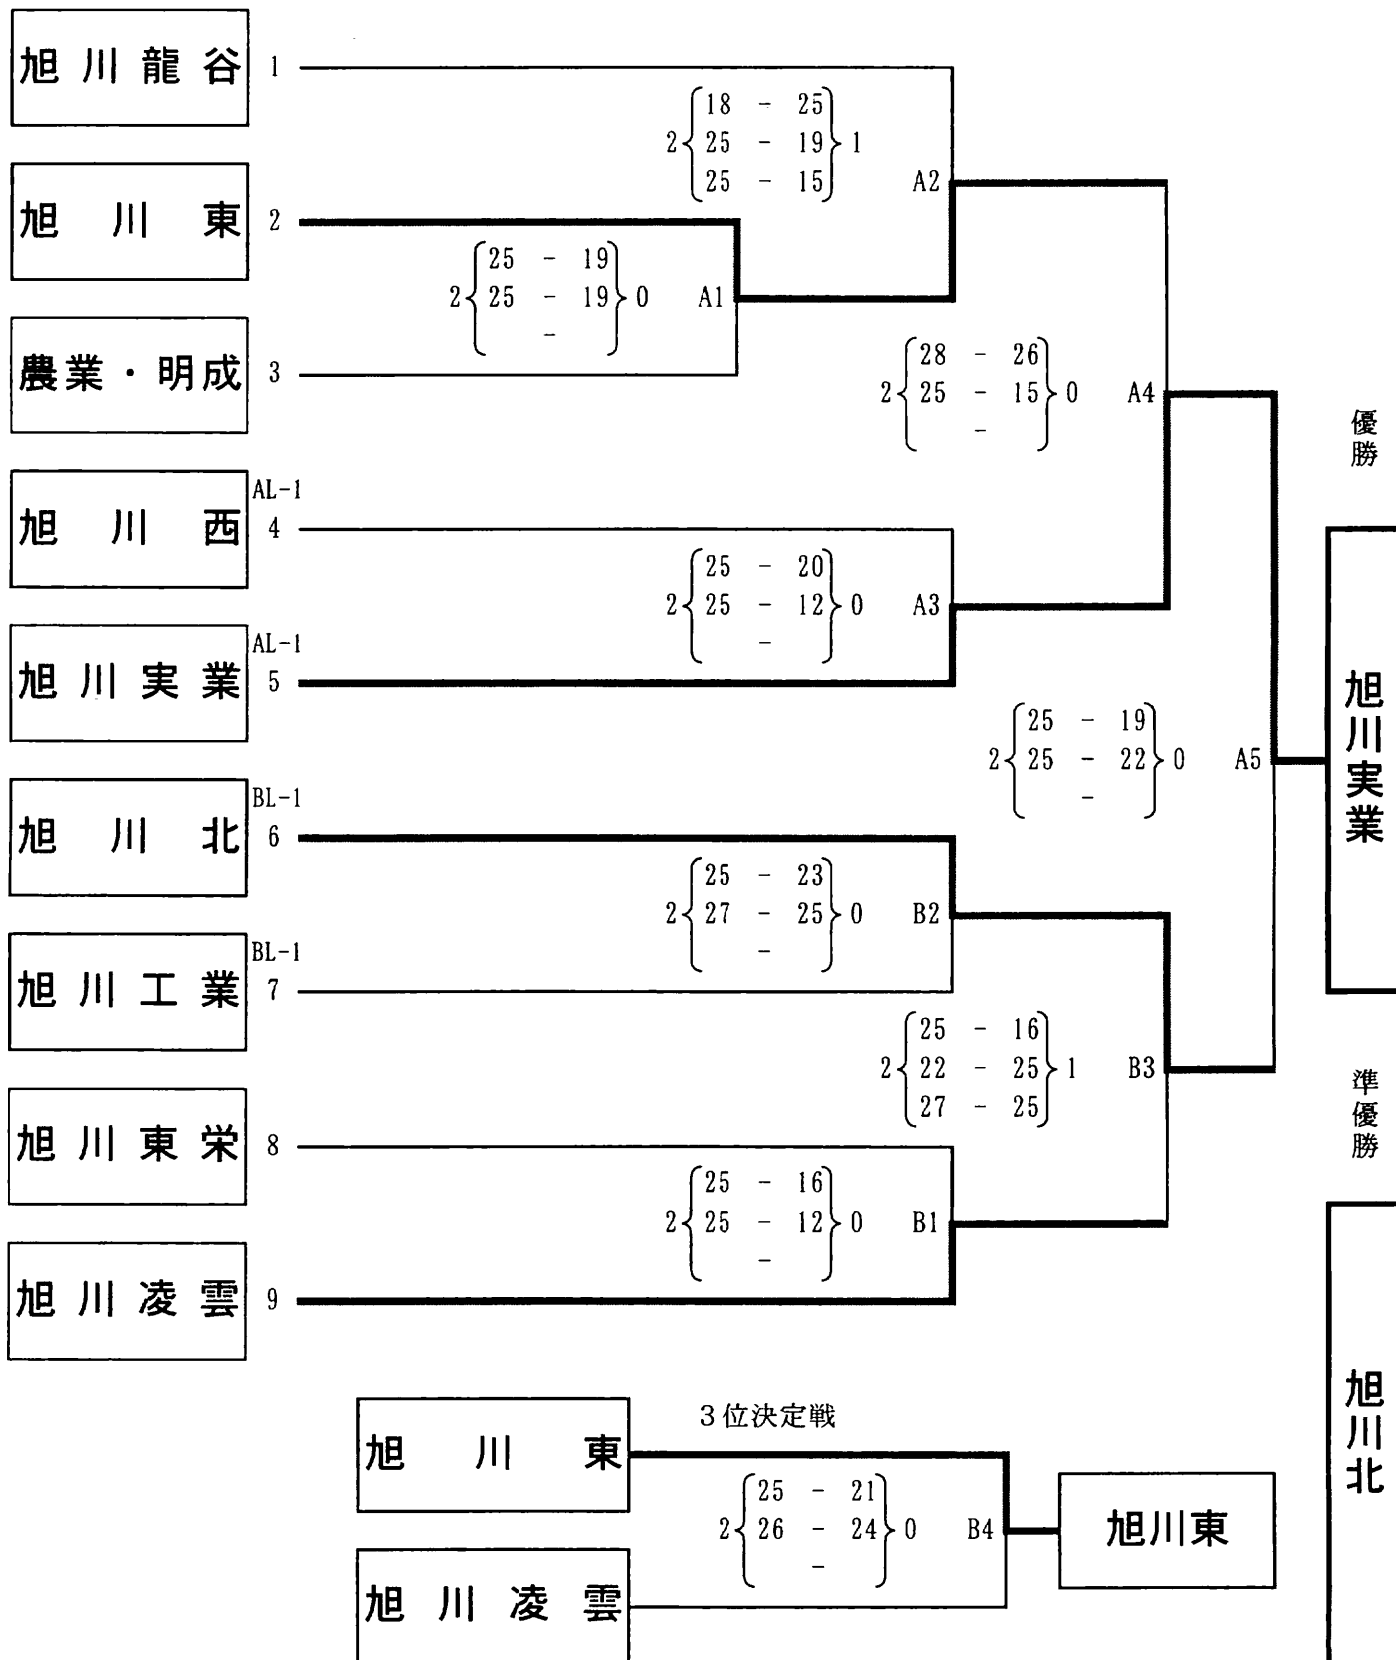 旭川龍谷 1
18 - 25
2 25 - 19 1
25 - 15
A2
旭川東 2
25 - 19
2 25 - 19 0
-
A1
農業・明成 3
28 - 26
2 25 - 15 0
-
A4
優勝
AL-1
旭川西 4
25 - 20
2 25 - 12 0
-
A3
AL-1
旭川実業 5
25 - 19
2 25 - 22 0
-
A5
旭川実業
BL-1
旭川北 6
25 - 23
2 27 - 25 0
-
B2
BL-1
旭川工業 7
25 - 16
2 22 - 25 1
27 - 25
B3
準優勝
旭川東栄 8
25 - 16
2 25 - 12 0
-
B1
旭川凌雲 9
旭川北
3位決定戦
旭川東
25 - 21
2 26 - 24 0
-
B4
旭川東
旭川凌雲